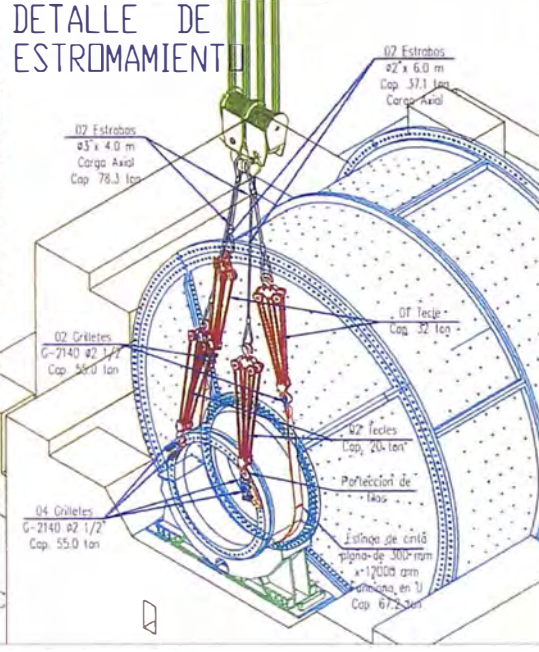 DETALLE DE
ESTROMAMIENTO
02 Estrobos
ø2"x 6.0 m
Cap. 37.1 ton
Carga Axial
02 Estrobos
ø3"x 4.0 m
Carga Axial
Cap 78.3 ton
01 Tecle
Cap. 32 ton
02 Grilletes
G-2140 ø2 1/2"
Cap. 55.0 ton
02 Tecles
Cap. 20 ton
Porteccion de
filos
04 Grilletes
G-2140 ø2 1/2"
Cap. 55.0 ton
Eslinga de cinta
plana de 300 mm
x 12000 mm
Funciona en U
Cap 67.2 ton